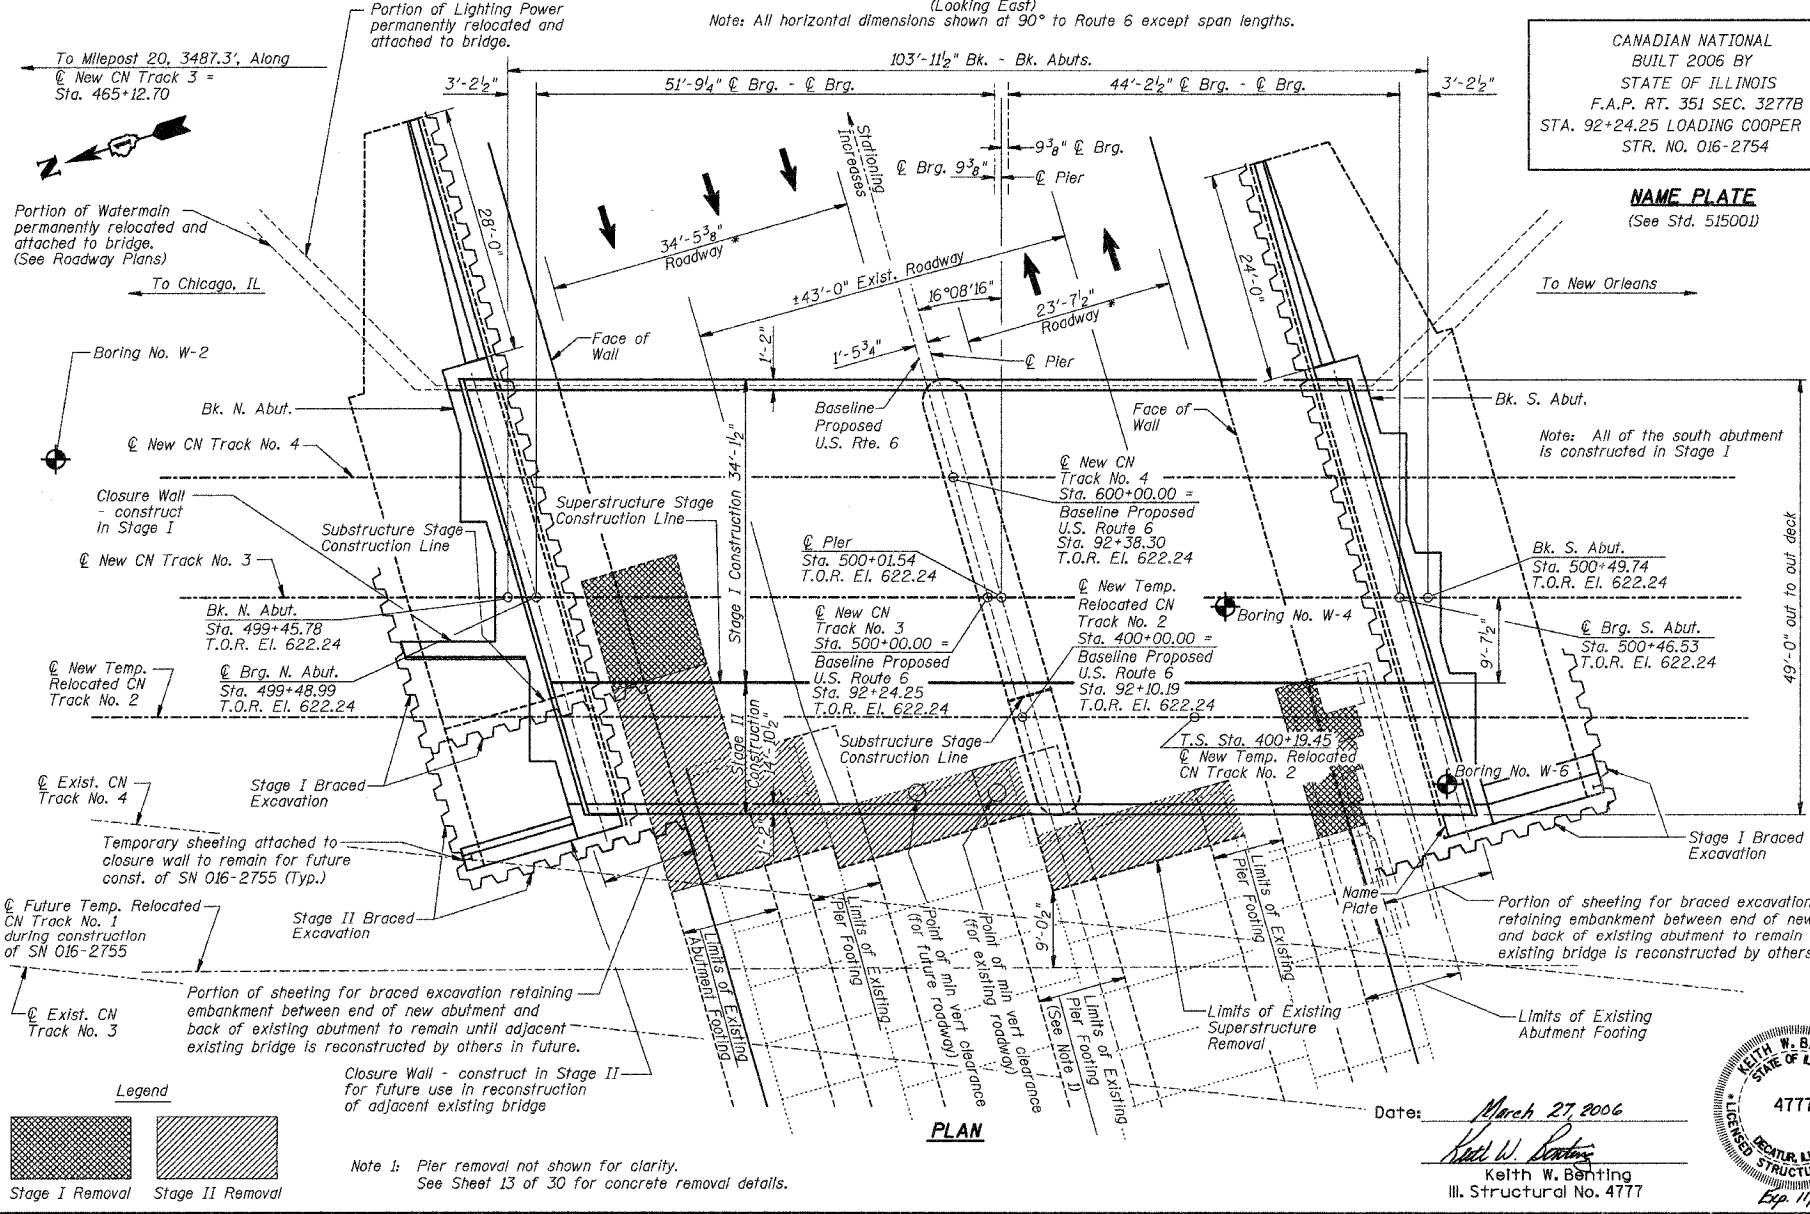 (Looking East)
Note: All horizontal dimensions shown at 90° to Route 6 except span lengths.
Portion of Lighting Power
permanently relocated and
attached to bridge.
To Milepost 20, 3487.3', Along
℄ New CN Track 3 =
Sta. 465+12.70
N
103'-11½" Bk. - Bk. Abuts.
3'-2½"
51'-9¼" ℄ Brg. - ℄ Brg.
44'-2½" ℄ Brg. - ℄ Brg.
3'-2½"
CANADIAN NATIONAL
BUILT 2006 BY
STATE OF ILLINOIS
F.A.P. RT. 351 SEC. 3277B
STA. 92+24.25 LOADING COOPER
STR. NO. 016-2754
NAME PLATE
(See Std. 515001)
Stationing
Increases
9⅜" ℄ Brg.
℄ Brg. 9⅜"
℄ Pier
Portion of Watermain
permanently relocated and
attached to bridge.
(See Roadway Plans)
To Chicago, IL
To New Orleans
28'-0"
24'-0"
34'-5⅜"
Roadway *
±43'-0" Exist. Roadway
16°08'16"
23'-7½"
Roadway *
1'-5¾"
℄ Pier
1'-2"
Face of
Wall
Boring No. W-2
Bk. N. Abut.
Bk. S. Abut.
Baseline
Proposed
U.S. Rte. 6
Face of
Wall
Note: All of the south abutment
is constructed in Stage I
℄ New CN Track No. 4
Closure Wall
- construct
in Stage I
Substructure Stage
Construction Line
Superstructure Stage
Construction Line
Stage I Construction 34'-1½"
℄ New CN
Track No. 4
Sta. 600+00.00 =
Baseline Proposed
U.S. Route 6
Sta. 92+38.30
T.O.R. El. 622.24
℄ Pier
Sta. 500+01.54
T.O.R. El. 622.24
℄ New CN Track No. 3
Bk. N. Abut.
Sta. 499+45.78
T.O.R. El. 622.24
℄ Brg. N. Abut.
Sta. 499+48.99
T.O.R. El. 622.24
℄ New CN
Track No. 3
Sta. 500+00.00 =
Baseline Proposed
U.S. Route 6
Sta. 92+24.25
T.O.R. El. 622.24
℄ New Temp.
Relocated CN
Track No. 2
Sta. 400+00.00 =
Baseline Proposed
U.S. Route 6
Sta. 92+10.19
T.O.R. El. 622.24
Boring No. W-4
Bk. S. Abut.
Sta. 500+49.74
T.O.R. El. 622.24
℄ Brg. S. Abut.
Sta. 500+46.53
T.O.R. El. 622.24
9'-7½"
49'-0" out to out deck
℄ New Temp.
Relocated CN
Track No. 2
Stage II
Construction
14'-10½"
Substructure Stage
Construction Line
T.S. Sta. 400+19.45
℄ New Temp. Relocated
CN Track No. 2
Boring No. W-6
℄ Exist. CN
Track No. 4
Stage I Braced
Excavation
Temporary sheeting attached to
closure wall to remain for future
const. of SN 016-2755 (Typ.)
1'-2"
Stage I Braced
Excavation
℄ Future Temp. Relocated
CN Track No. 1
during construction
of SN 016-2755
Stage II Braced
Excavation
Limits of Existing
Abutment Footing
Limits of Existing
Pier Footing
Point of min vert clearance
(for future roadway)
Point of min vert clearance
(for existing roadway)
9'-0½"
Limits of Existing
Pier Footing
(See Note 1)
Limits of Existing
Pier Footing
Name
Plate
Portion of sheeting for braced excavation
retaining embankment between end of new
and back of existing abutment to remain
existing bridge is reconstructed by others
℄ Exist. CN
Track No. 3
Portion of sheeting for braced excavation retaining
embankment between end of new abutment and
back of existing abutment to remain until adjacent
existing bridge is reconstructed by others in future.
Limits of Existing
Superstructure
Removal
Limits of Existing
Abutment Footing
Closure Wall - construct in Stage II
for future use in reconstruction
of adjacent existing bridge
Legend
Stage I Removal
Stage II Removal
PLAN
Note 1: Pier removal not shown for clarity.
See Sheet 13 of 30 for concrete removal details.
Date: March 27, 2006
Keith W. Benting
Keith W. Benting
Ill. Structural No. 4777
KEITH W. B
STATE OF IL
4777
DECATUR, IL
* LICENSED STRUCTU
Exp. 11